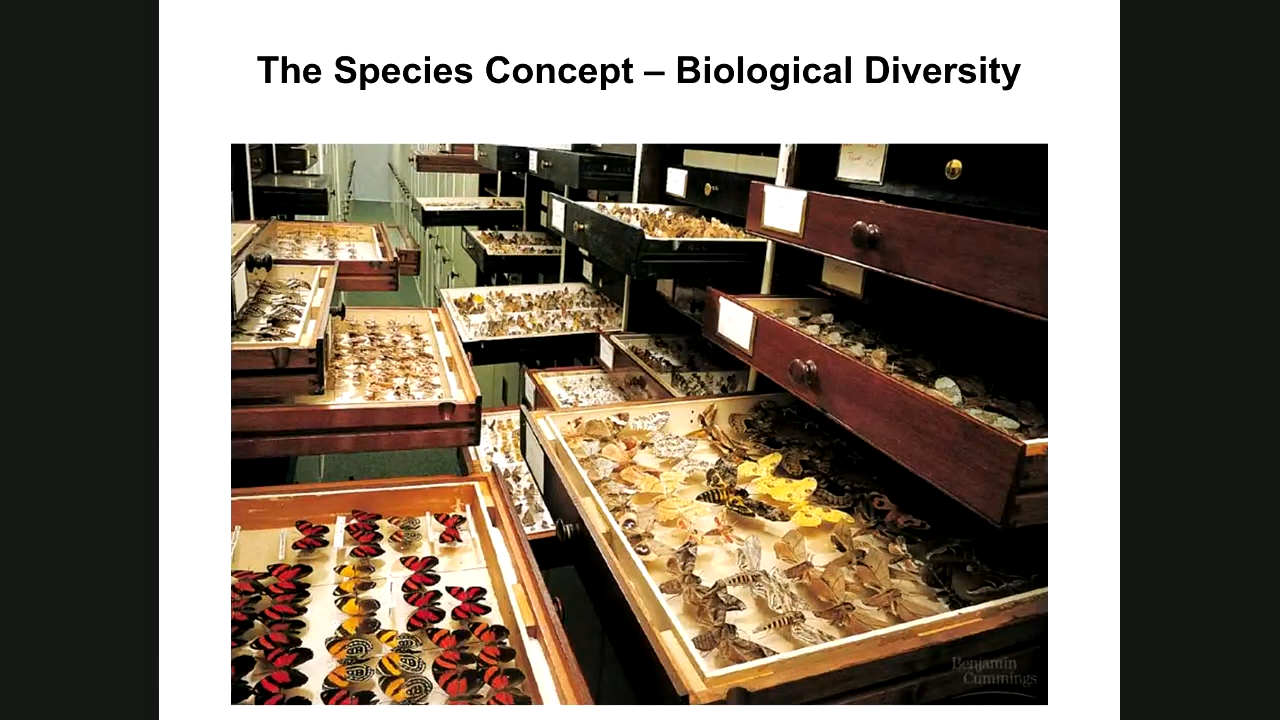 The Species Concept – Biological Diversity
Benjamin
Cummings